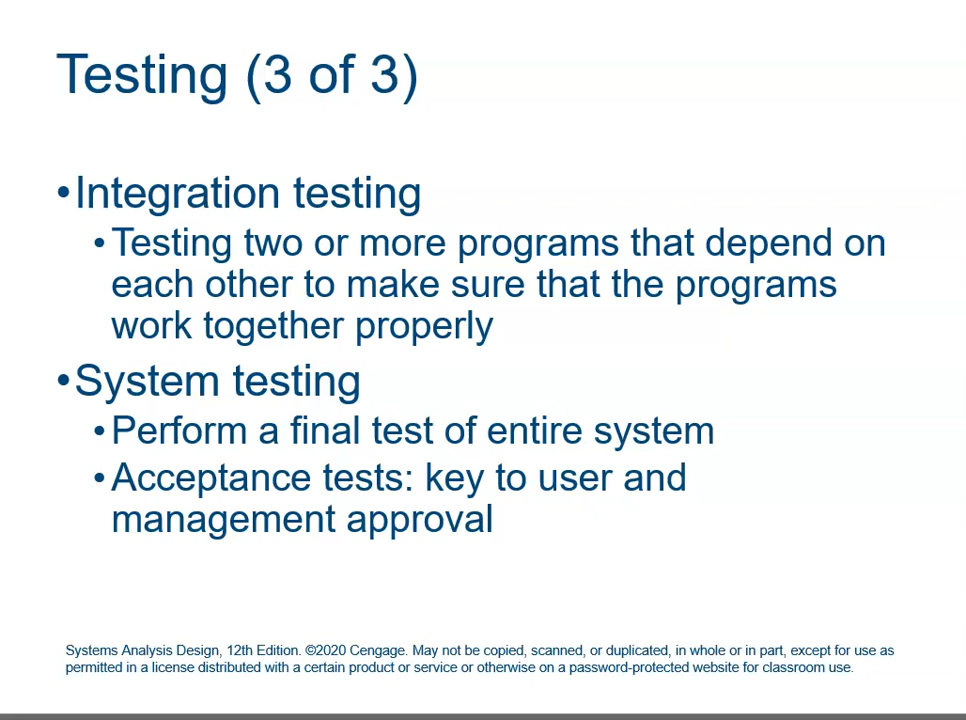 Testing (3 of 3)
•Integration testing
•Testing two or more programs that depend on
each other to make sure that the programs
work together properly
•System testing
•Perform a final test of entire system
•Acceptance tests: key to user and
management approval
Systems Analysis Design, 12th Edition. ©2020 Cengage. May not be copied, scanned, or duplicated, in whole or in part, except for use as
permitted in a license distributed with a certain product or service or otherwise on a password-protected website for classroom use.